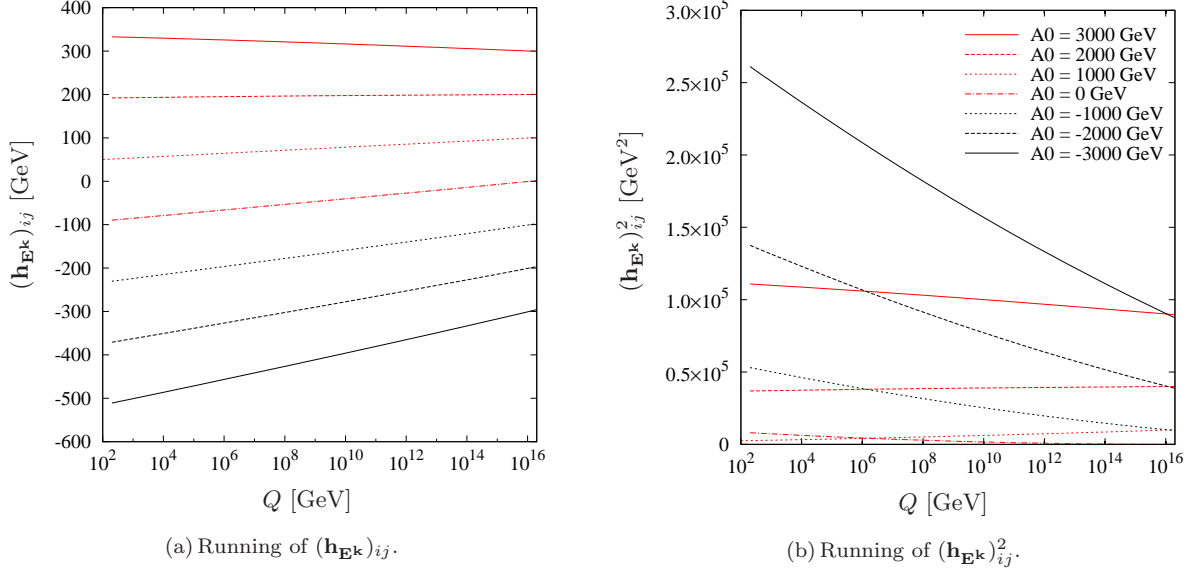 400
300
200
100
0
-100
-200
-300
-400
-500
-600
(h_{E^k})_{ij} [GeV]
10^2 10^4 10^6 10^8 10^10 10^12 10^14 10^16
Q [GeV]
(a) Running of (h_{E^k})_{ij}.
3.0×10^5
2.5×10^5
2.0×10^5
1.5×10^5
1.0×10^5
0.5×10^5
0
(h_{E^k})^2_{ij} [GeV^2]
A0 = 3000 GeV
A0 = 2000 GeV
A0 = 1000 GeV
A0 = 0 GeV
A0 = -1000 GeV
A0 = -2000 GeV
A0 = -3000 GeV
10^2 10^4 10^6 10^8 10^10 10^12 10^14 10^16
Q [GeV]
(b) Running of (h_{E^k})^2_{ij}.